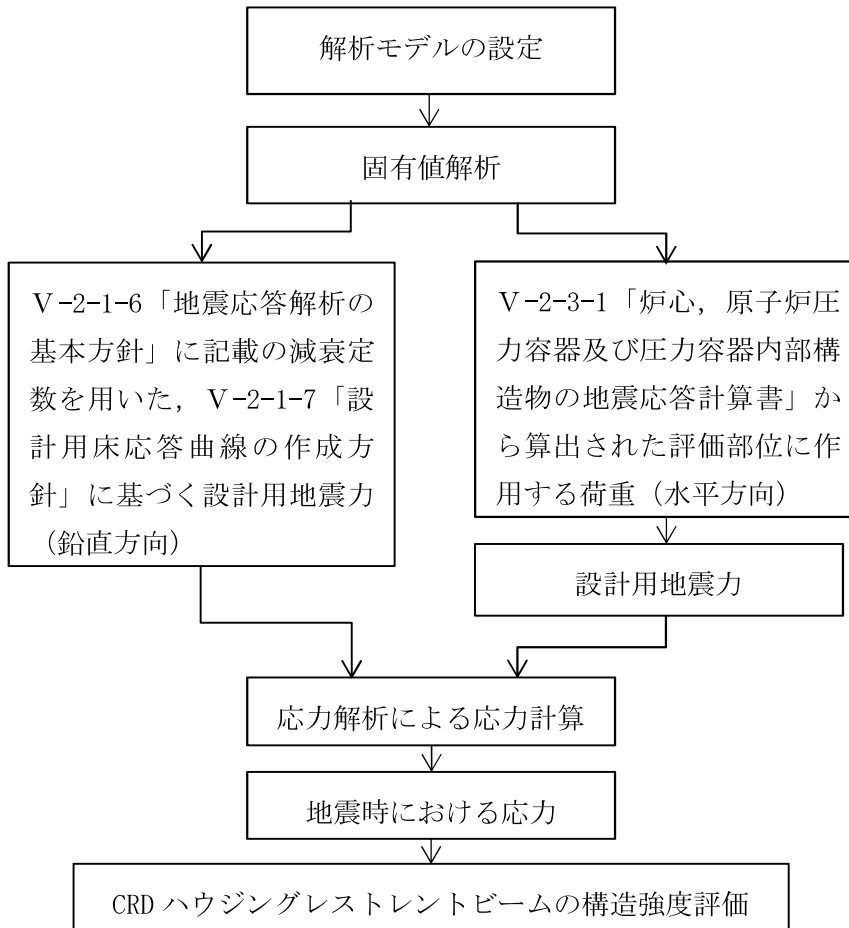 解析モデルの設定
固有値解析
Ⅴ-2-1-6「地震応答解析の
基本方針」に記載の減衰定
数を用いた，Ⅴ-2-1-7「設
計用床応答曲線の作成方
針」に基づく設計用地震力
（鉛直方向）
Ⅴ-2-3-1「炉心，原子炉圧
力容器及び圧力容器内部構
造物の地震応答計算書」か
ら算出された評価部位に作
用する荷重（水平方向）
設計用地震力
応力解析による応力計算
地震時における応力
CRD ハウジングレストレントビームの構造強度評価